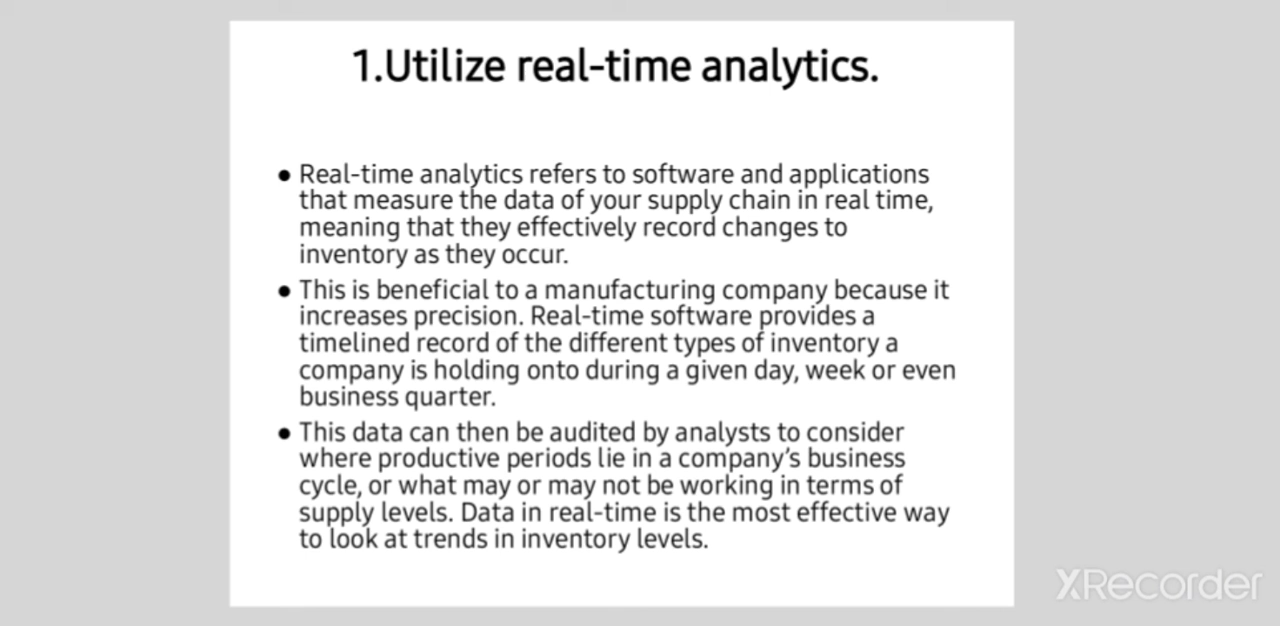 1.Utilize real-time analytics.
● Real-time analytics refers to software and applications
that measure the data of your supply chain in real time,
meaning that they effectively record changes to
inventory as they occur.
● This is beneficial to a manufacturing company because it
increases precision. Real-time software provides a
timelined record of the different types of inventory a
company is holding onto during a given day, week or even
business quarter.
● This data can then be audited by analysts to consider
where productive periods lie in a company’s business
cycle, or what may or may not be working in terms of
supply levels. Data in real-time is the most effective way
to look at trends in inventory levels.
XRecorder